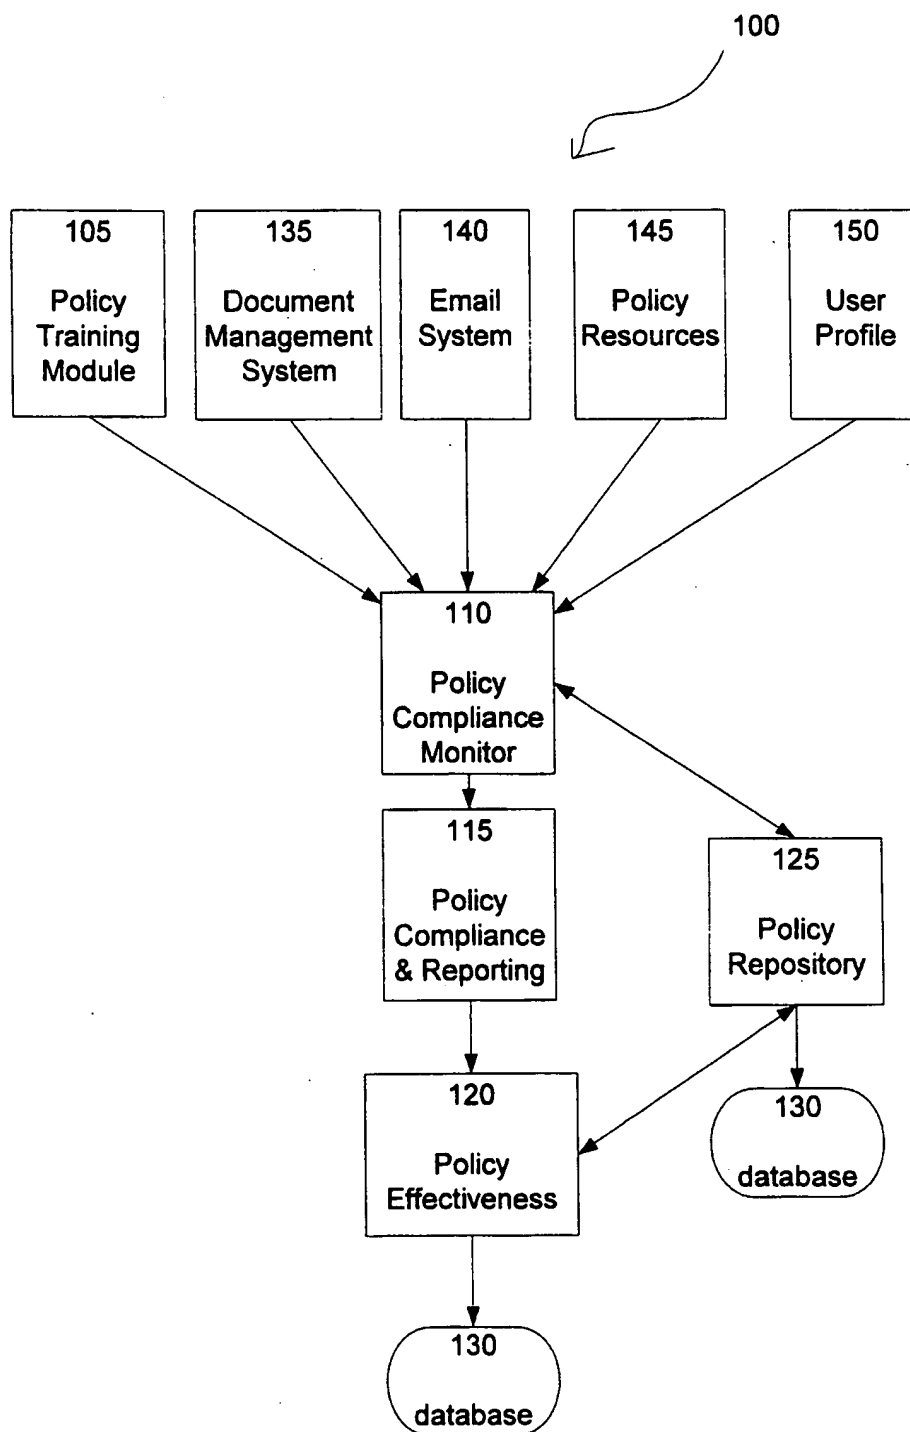 100
105
Policy
Training
Module
135
Document
Management
System
140
Email
System
145
Policy
Resources
150
User
Profile
110
Policy
Compliance
Monitor
115
Policy
Compliance
& Reporting
125
Policy
Repository
120
Policy
Effectiveness
130
database
130
database